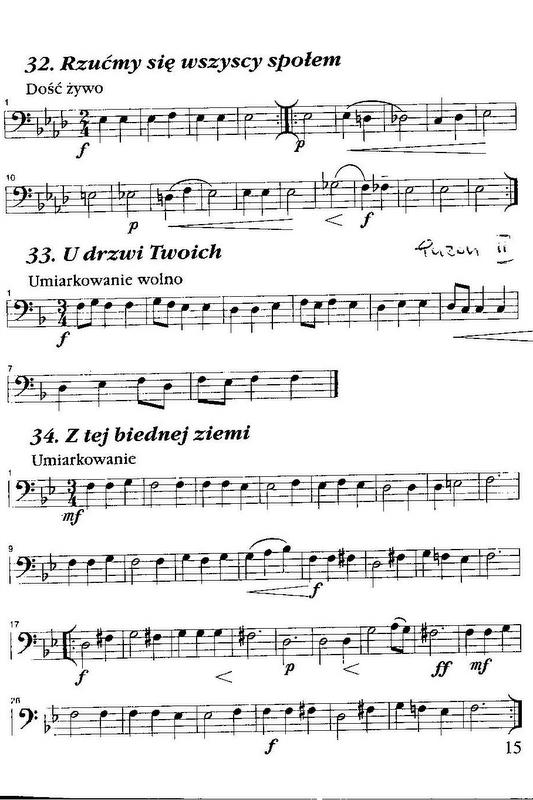 32. Rzućmy się wszyscy społem
Dość żywo
1
f
p
10
p
f
33. U drzwi Twoich
Puzon II
Umiarkowanie wolno
1
f
7
34. Z tej biednej ziemi
Umiarkowanie
1
mf
9
f
17
f
p
ff
mf
26
f
15